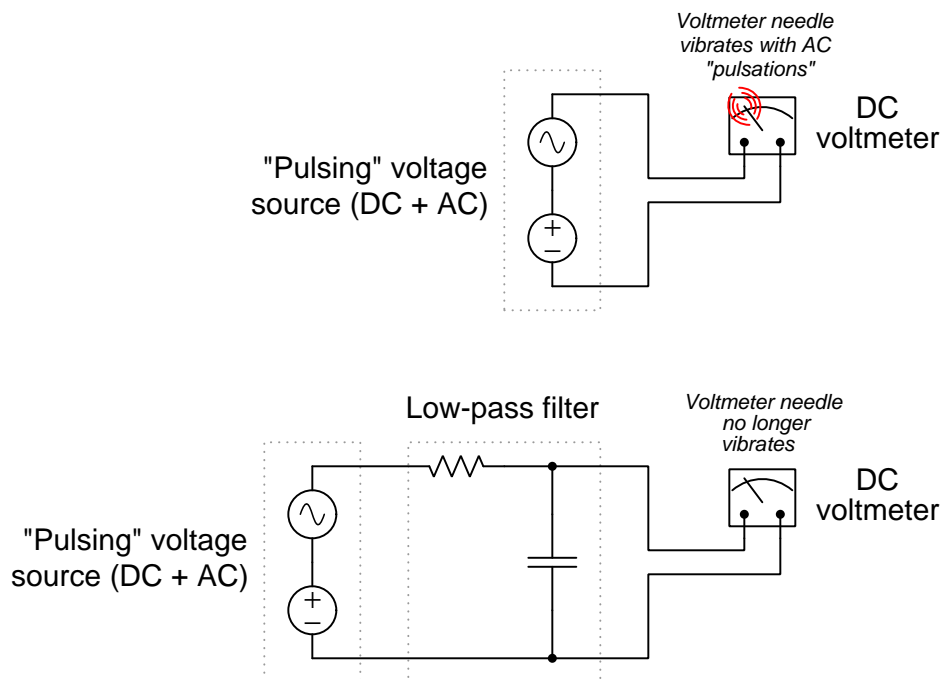 Voltmeter needle
vibrates with AC
"pulsations"
DC
voltmeter
"Pulsing" voltage
source (DC + AC)
Low-pass filter
Voltmeter needle
no longer
vibrates
DC
voltmeter
"Pulsing" voltage
source (DC + AC)